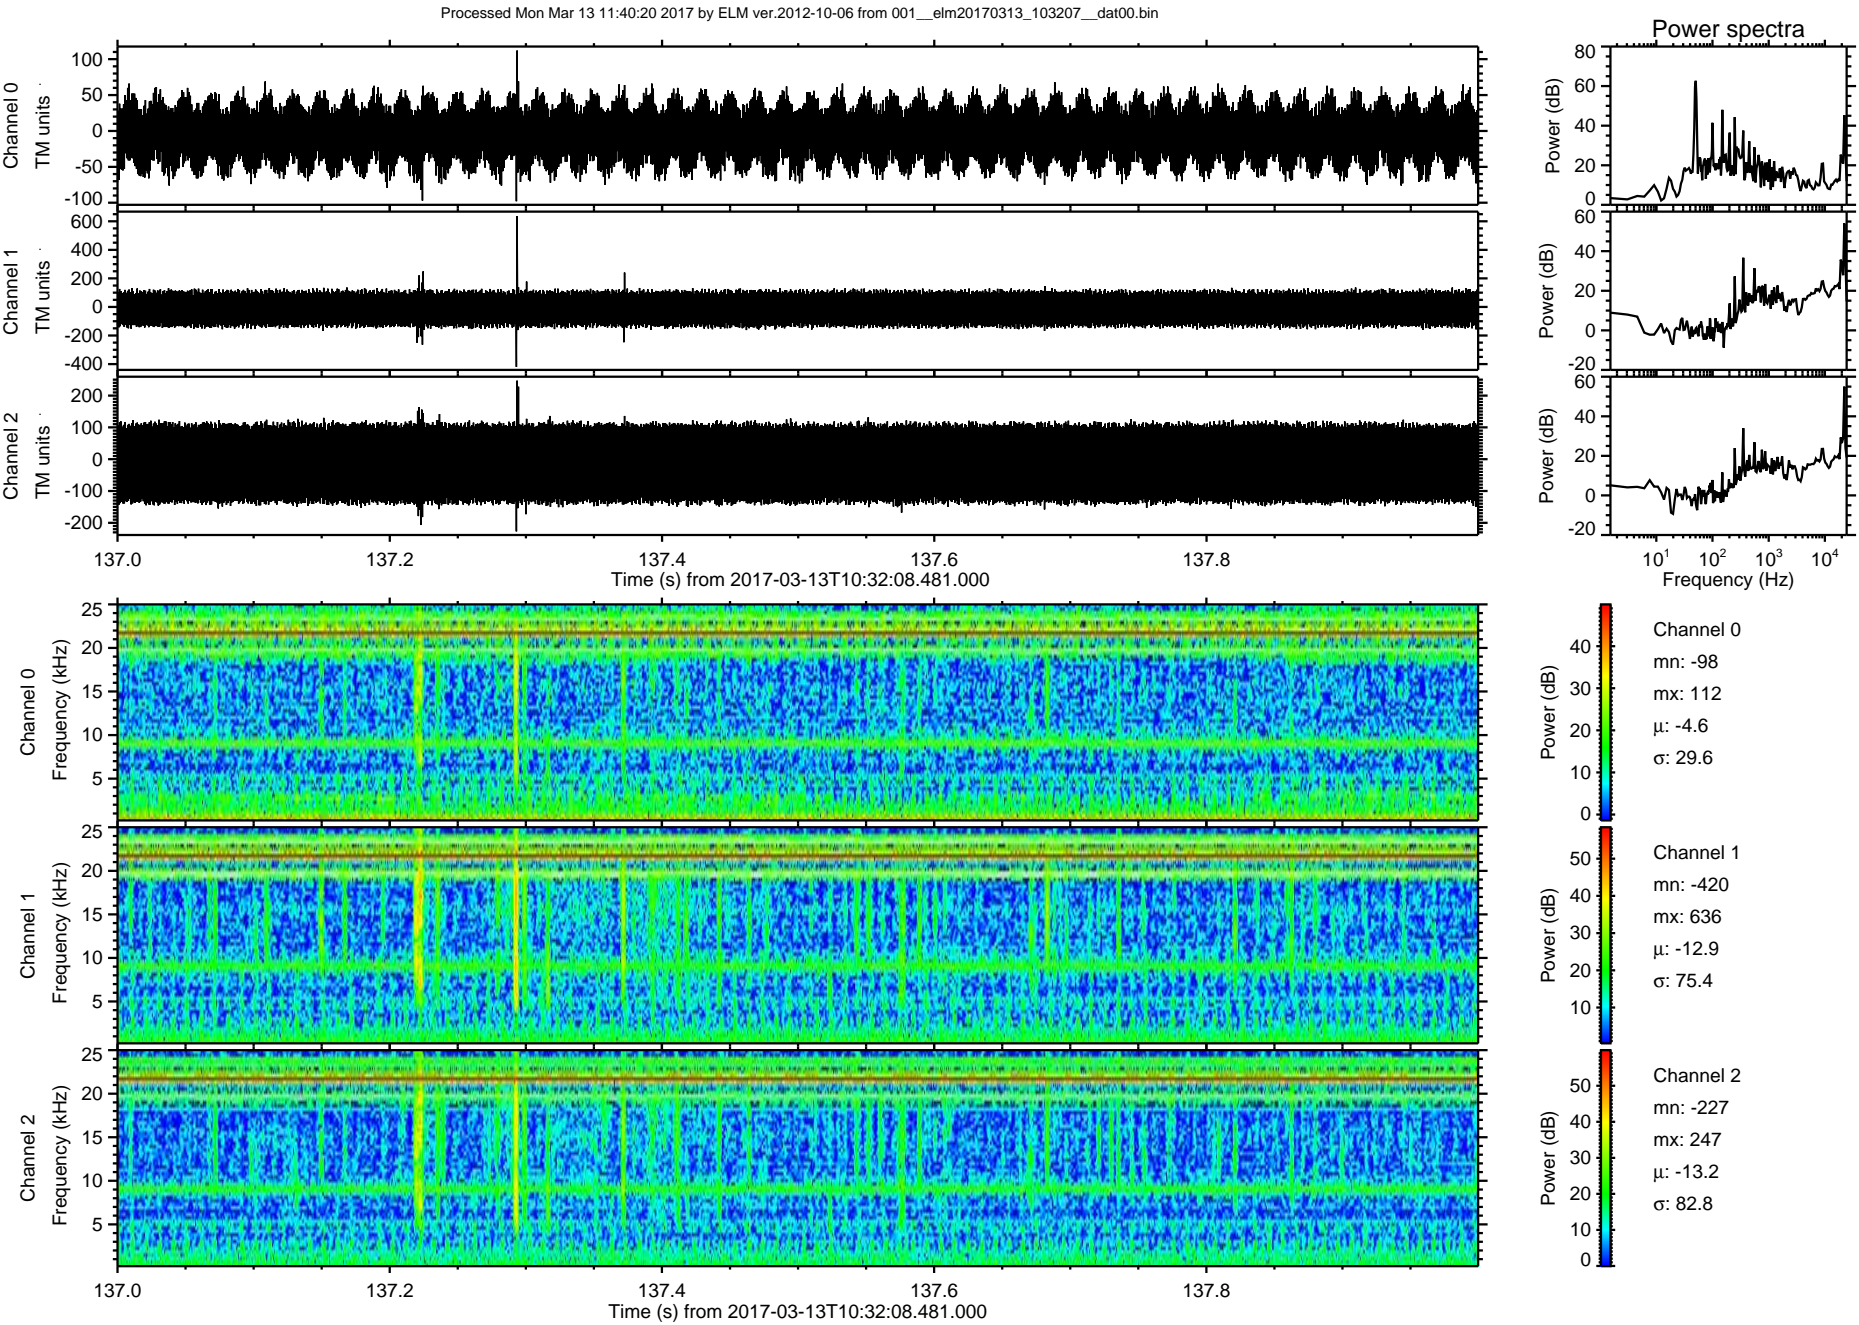 Processed Mon Mar 13 11:40:20 2017 by ELM ver.2012-10-06 from 001__elm20170313_103207__dat00.bin
Power spectra
Channel 0
TM units
100
50
0
-50
-100
Power (dB)
80
60
40
20
0
Channel 1
TM units
600
400
200
0
-200
-400
Power (dB)
60
40
20
0
-20
Channel 2
TM units
200
100
0
-100
-200
Power (dB)
60
40
20
0
-20
137.0 137.2 137.4 137.6 137.8
Time (s) from 2017-03-13T10:32:08.481.000
10^1 10^2 10^3 10^4
Frequency (Hz)
Channel 0
Frequency (kHz)
25
20
15
10
5
Power (dB)
40
30
20
10
0
Channel 0
mn: -98
mx: 112
μ: -4.6
σ: 29.6
Channel 1
Frequency (kHz)
25
20
15
10
5
Power (dB)
50
40
30
20
10
Channel 1
mn: -420
mx: 636
μ: -12.9
σ: 75.4
Channel 2
Frequency (kHz)
25
20
15
10
5
Power (dB)
50
40
30
20
10
0
Channel 2
mn: -227
mx: 247
μ: -13.2
σ: 82.8
137.0 137.2 137.4 137.6 137.8
Time (s) from 2017-03-13T10:32:08.481.000